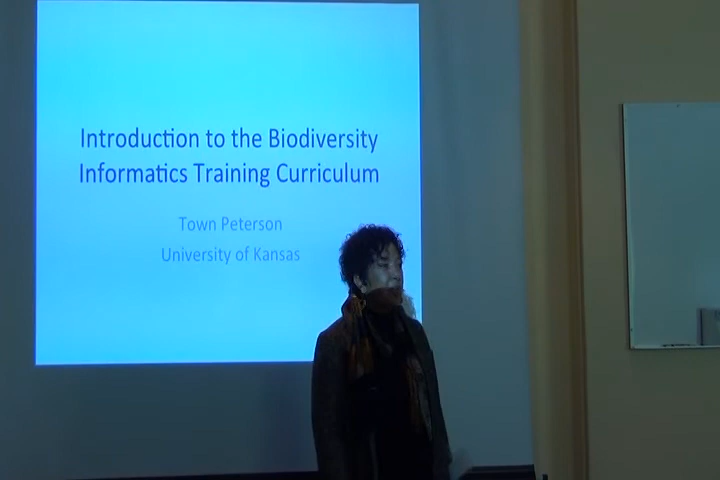 Introduction to the Biodiversity
Informatics Training Curriculum
Town Peterson
University of Kansas